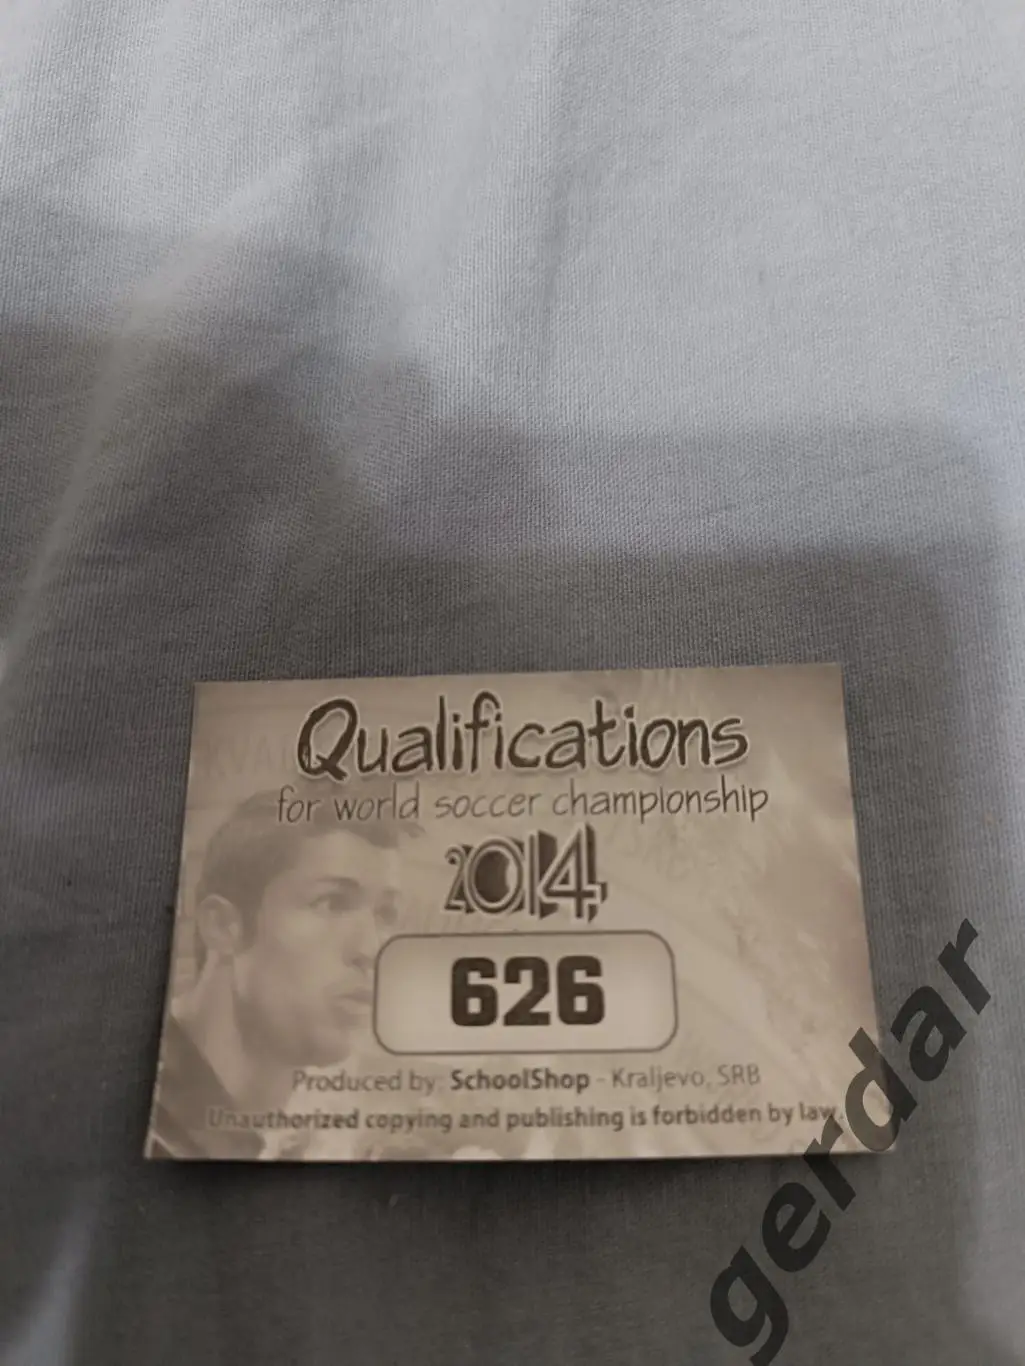 Qualifications
for world soccer championship
2014
626
Produced by: SchoolShop - Kraljevo, SRB
Unauthorized copying and publishing is forbidden by law.
gerdar